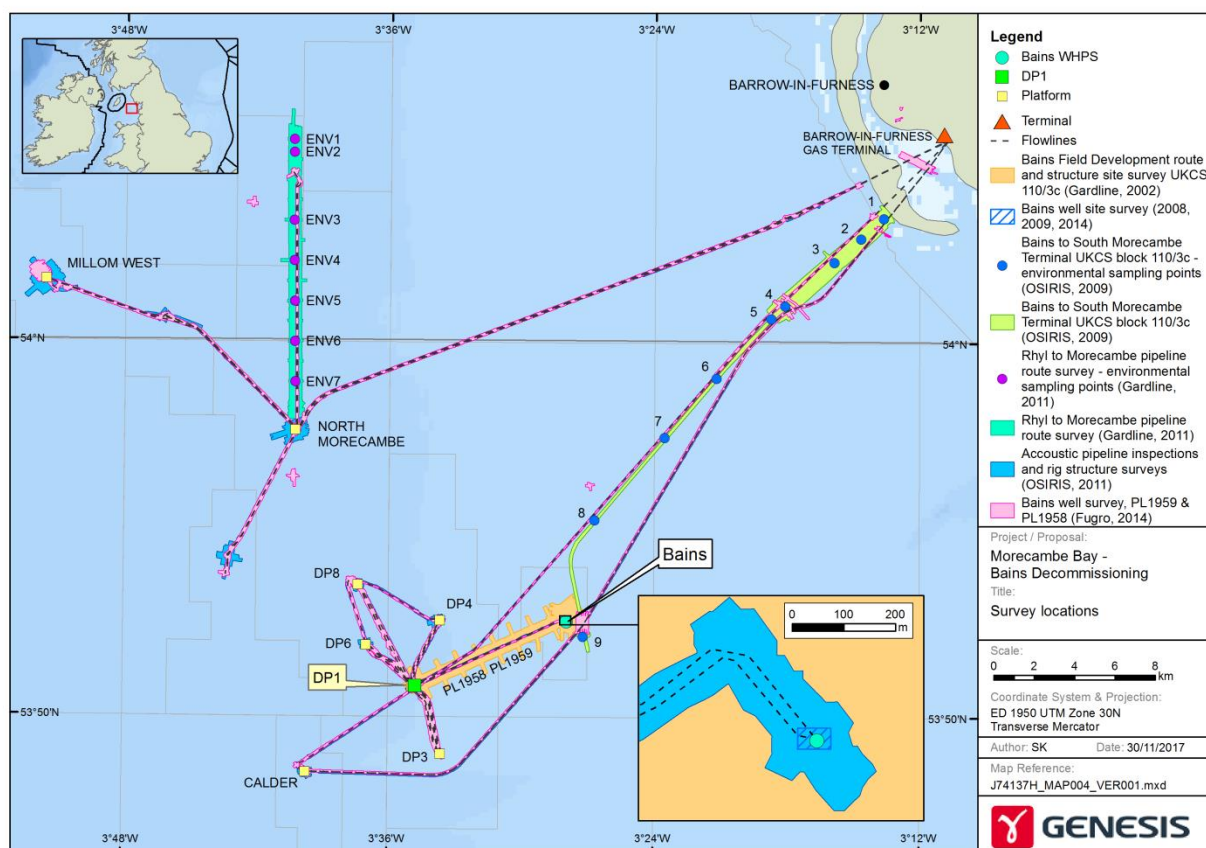 3°48'W
3°36'W
3°24'W
3°12'W
BARROW-IN-FURNESS
BARROW-IN-FURNESS
GAS TERMINAL
ENV1
ENV2
ENV3
ENV4
ENV5
ENV6
ENV7
1
2
3
4
5
6
7
8
9
MILLOM WEST
54°N
54°N
NORTH
MORECAMBE
DP8
DP4
DP6
DP1
DP3
Bains
PL1958 PL1959
CALDER
53°50'N
53°50'N
0 100 200
m
3°48'W
3°36'W
3°24'W
3°12'W
Legend
Bains WHPS
DP1
Platform
Terminal
Flowlines
Bains Field Development route
and structure site survey UKCS
110/3c (Gardline, 2002)
Bains well site survey (2008,
2009, 2014)
Bains to South Morecambe
Terminal UKCS block 110/3c -
environmental sampling points
(OSIRIS, 2009)
Bains to South Morecambe
Terminal UKCS block 110/3c
(OSIRIS, 2009)
Rhyl to Morecambe pipeline
route survey - environmental
sampling points (Gardline,
2011)
Rhyl to Morecambe pipeline
route survey (Gardline, 2011)
Accoustic pipeline inspections
and rig structure surveys
(OSIRIS, 2011)
Bains well survey, PL1959 &
PL1958 (Fugro, 2014)
Project / Proposal:
Morecambe Bay -
Bains Decommissioning
Title:
Survey locations
Scale:
0 2 4 6 8
km
Coordinate System & Projection:
ED 1950 UTM Zone 30N
Transverse Mercator
Author: SK Date: 30/11/2017
Map Reference:
J74137H_MAP004_VER001.mxd
GENESIS